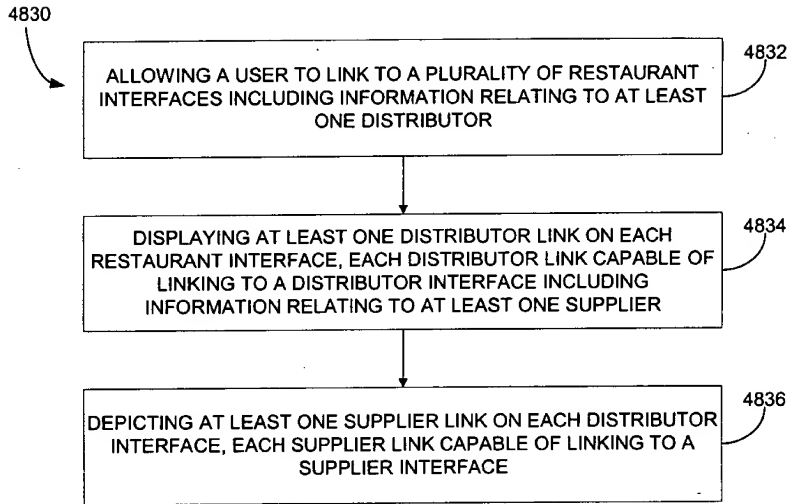 4830
4832
ALLOWING A USER TO LINK TO A PLURALITY OF RESTAURANT
INTERFACES INCLUDING INFORMATION RELATING TO AT LEAST
ONE DISTRIBUTOR
4834
DISPLAYING AT LEAST ONE DISTRIBUTOR LINK ON EACH
RESTAURANT INTERFACE, EACH DISTRIBUTOR LINK CAPABLE OF
LINKING TO A DISTRIBUTOR INTERFACE INCLUDING
INFORMATION RELATING TO AT LEAST ONE SUPPLIER
4836
DEPICTING AT LEAST ONE SUPPLIER LINK ON EACH DISTRIBUTOR
INTERFACE, EACH SUPPLIER LINK CAPABLE OF LINKING TO A
SUPPLIER INTERFACE